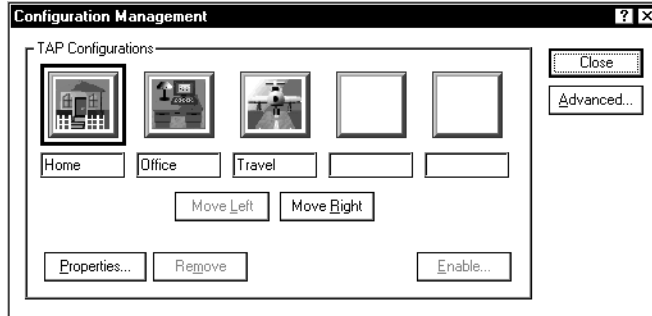 Configuration Management
TAP Configurations
Close
Advanced...
Home Office Travel
Move Left Move Right
Properties... Remove Enable...